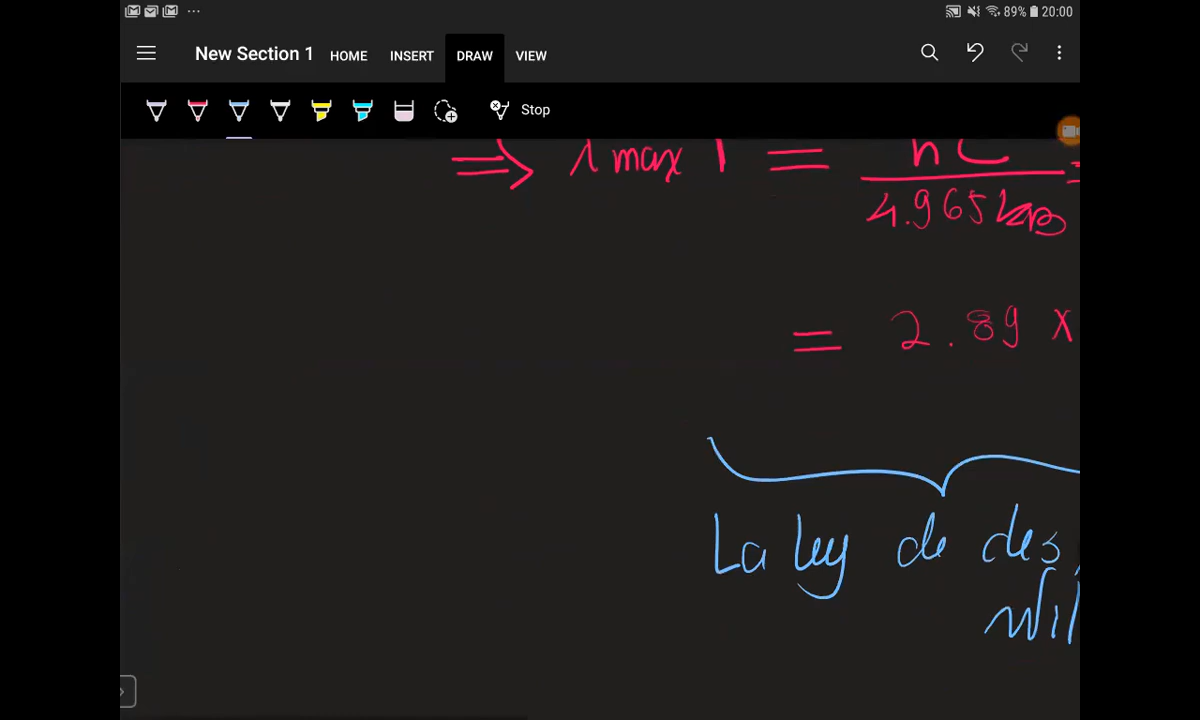 89% 20:00
New Section 1 HOME INSERT DRAW VIEW
Stop
⇒ λ max T = hC =
4.965 kB
= 2.89 x
La ley de des
wi